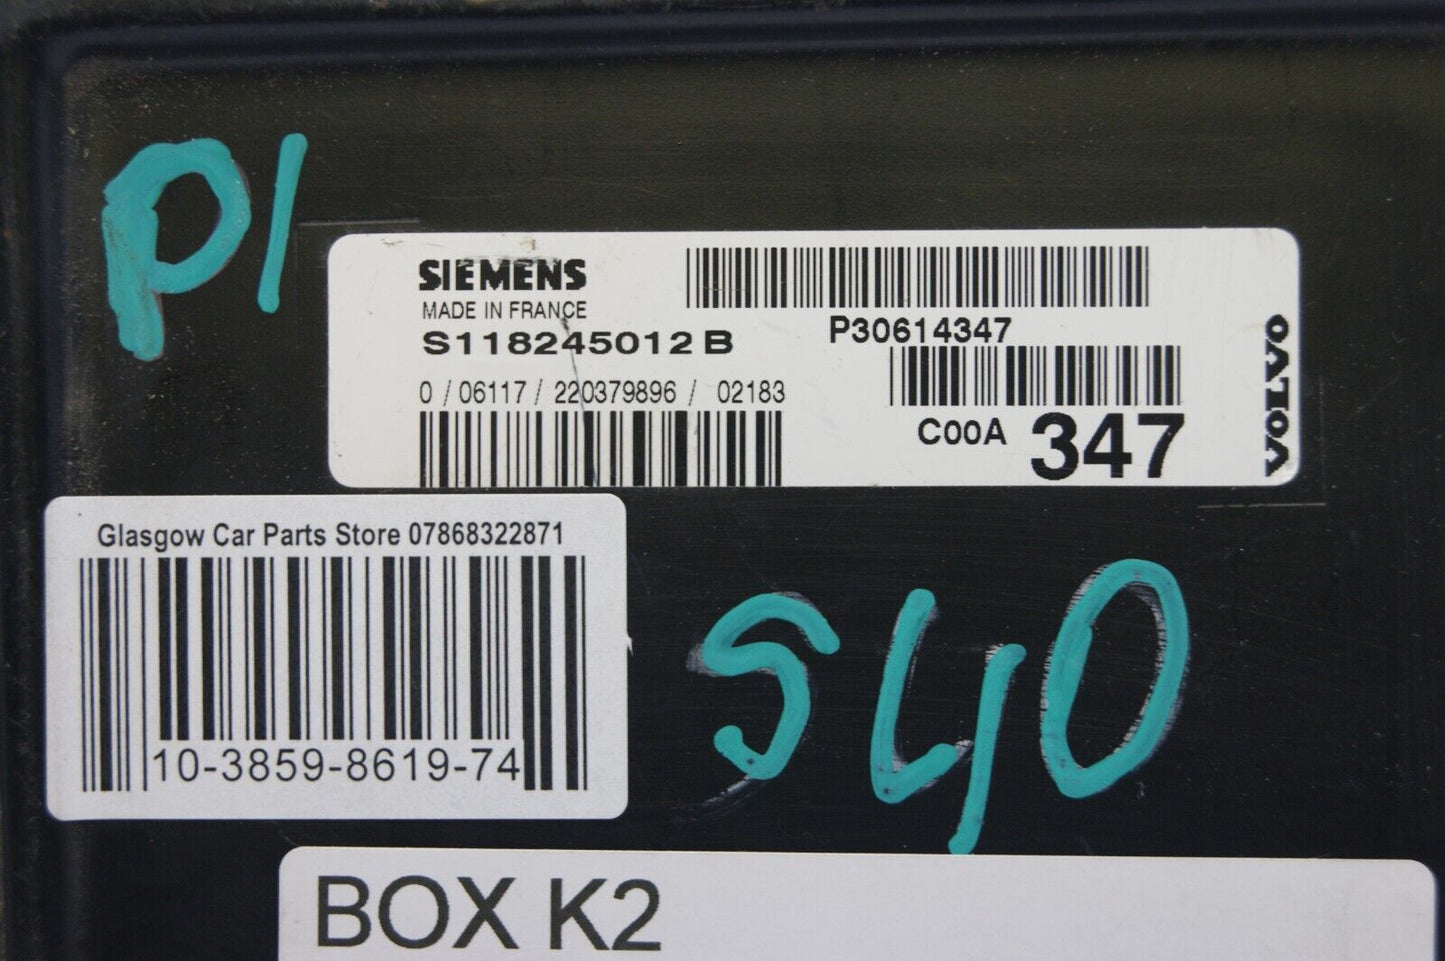 P1
SIEMENS
MADE IN FRANCE
S118245012 B
0 / 06117 / 220379896 / 02183
P30614347
C00A 347
VOLVO
Glasgow Car Parts Store 07868322871
10-3859-8619-74
S40
BOX K2